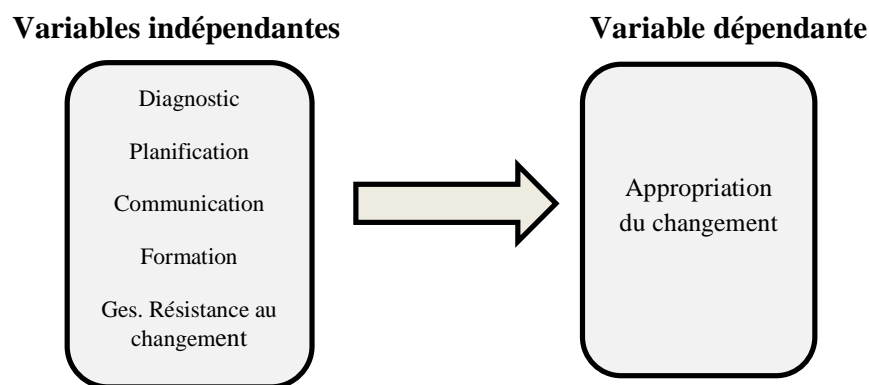 Variables indépendantes
Variable dépendante
Diagnostic
Planification
Communication
Formation
Ges. Résistance au
changement
Appropriation
du changement